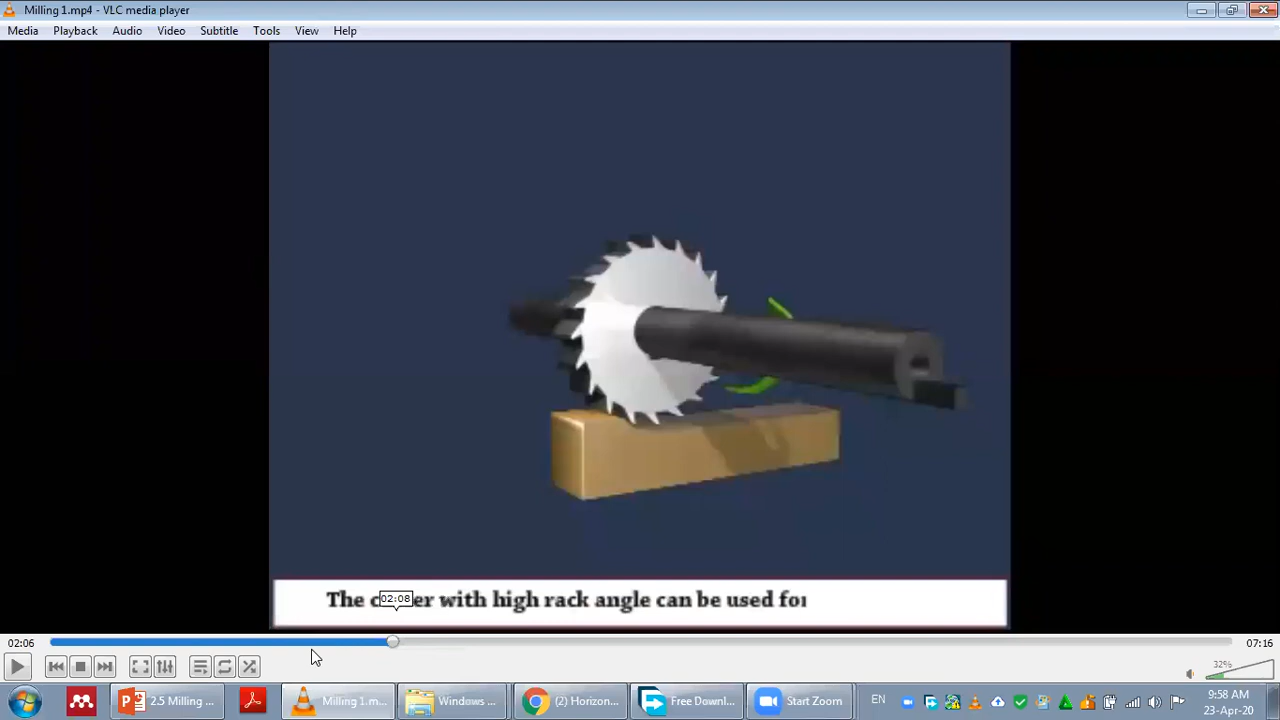 Milling 1.mp4 - VLC media player
Media Playback Audio Video Subtitle Tools View Help
The with high rack angle can be used for
02:08
02:06
07:16
32%
2.5 Milling ...
Milling 1.m...
Windows ...
(2) Horizon...
Free Downl...
Start Zoom
EN
9:58 AM
23-Apr-20